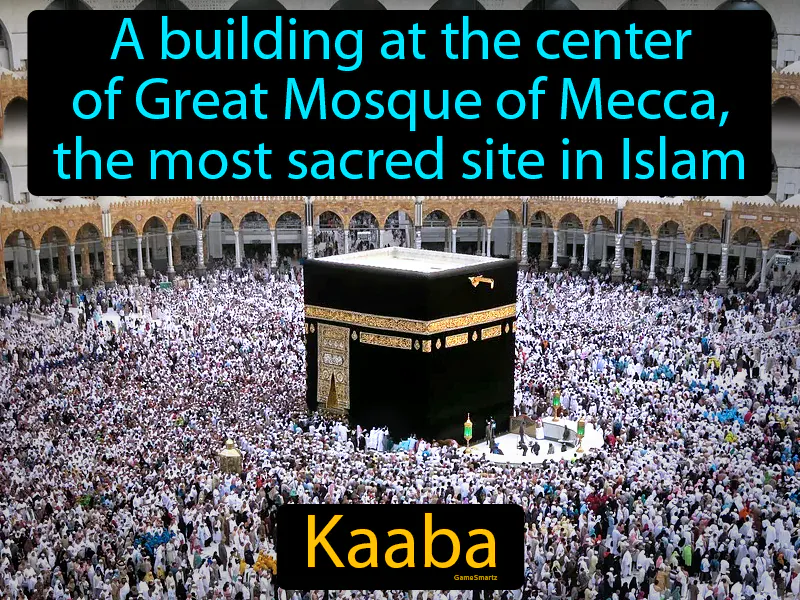 A building at the center
of Great Mosque of Mecca,
the most sacred site in Islam
Kaaba
GameSmartz